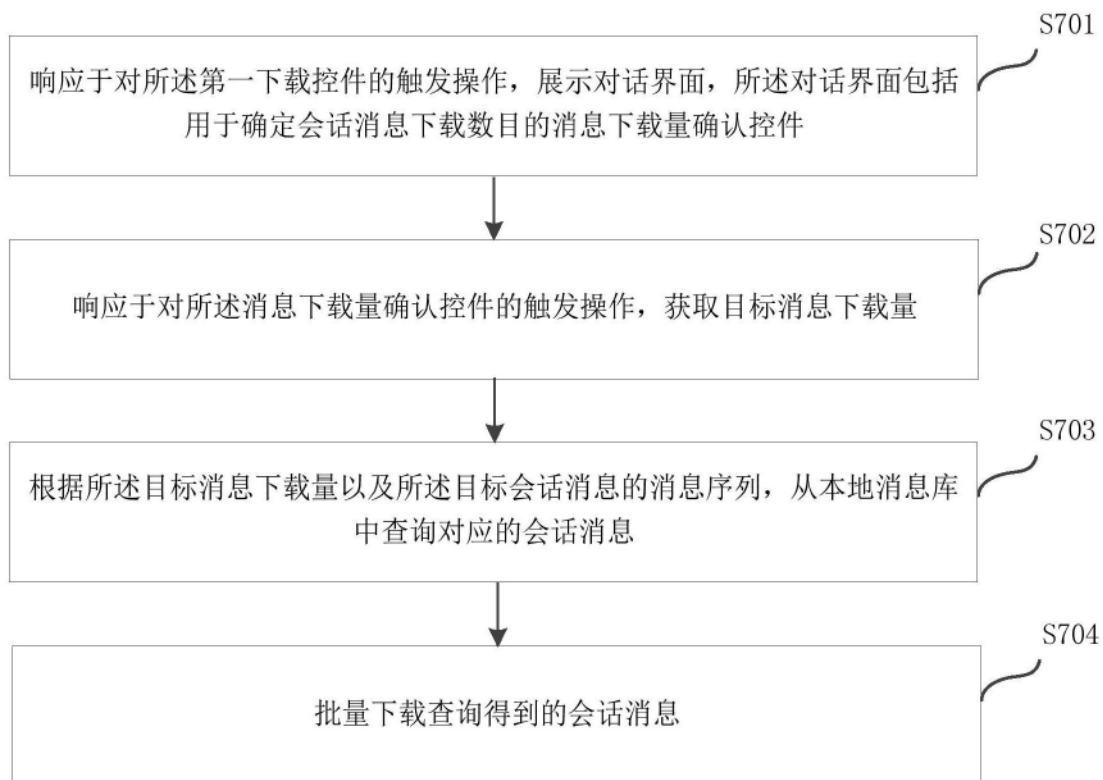 S701
响应于对所述第一下载控件的触发操作，展示对话界面，所述对话界面包括
用于确定会话消息下载数目的消息下载量确认控件
S702
响应于对所述消息下载量确认控件的触发操作，获取目标消息下载量
S703
根据所述目标消息下载量以及所述目标会话消息的消息序列，从本地消息库
中查询对应的会话消息
S704
批量下载查询得到的会话消息